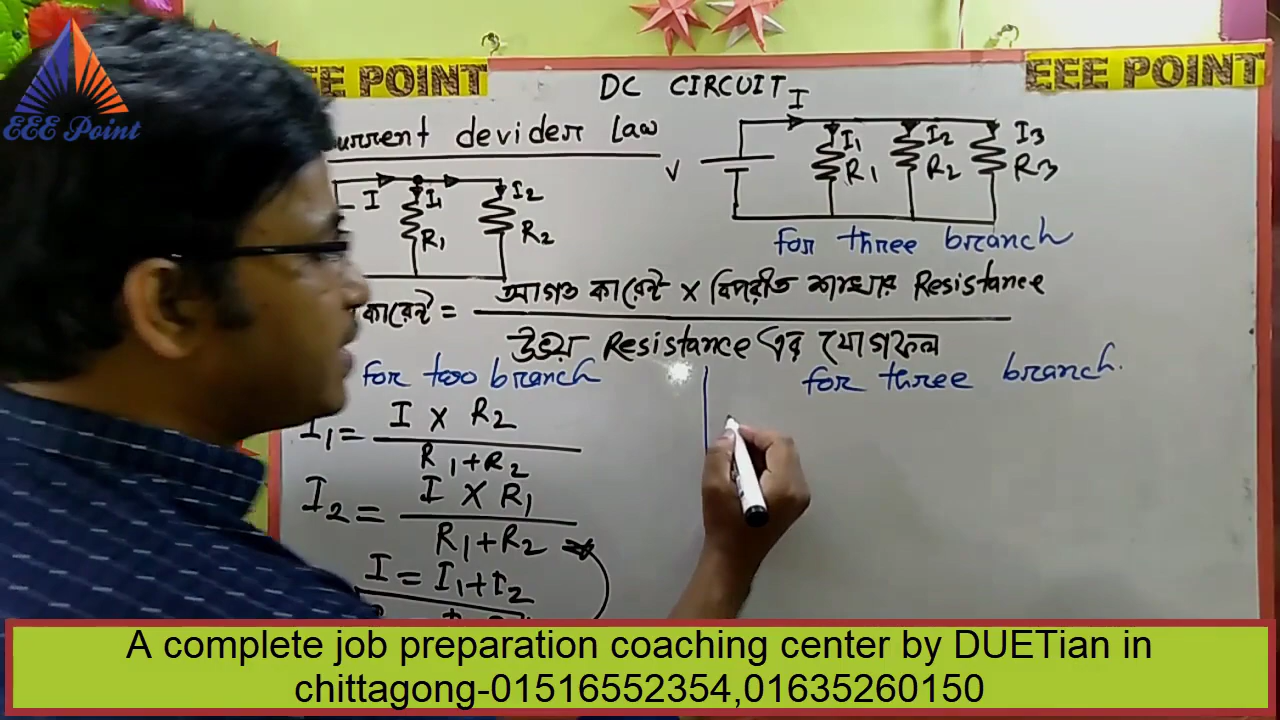 EEE Point
EEE POINT
DC CIRCUIT
EEE POINT
urrent devider Law
I I1 R1 I2 R2
V I I1 R1 I2 R2 I3 R3
for three branch
কারেন্ট = আগত কারেন্ট X বিপরীত শাখার Resistance
উভয় Resistance এর যোগফল
for two branch
for three branch.
I1 = I X R2
R1+R2
I2 = I X R1
R1+R2
I = I1+I2
A complete job preparation coaching center by DUETian in
chittagong-01516552354,01635260150